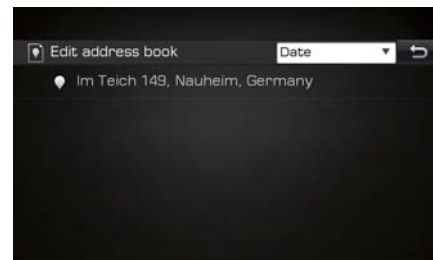 Edit address book
Date
Im Teich 149, Nauheim, Germany